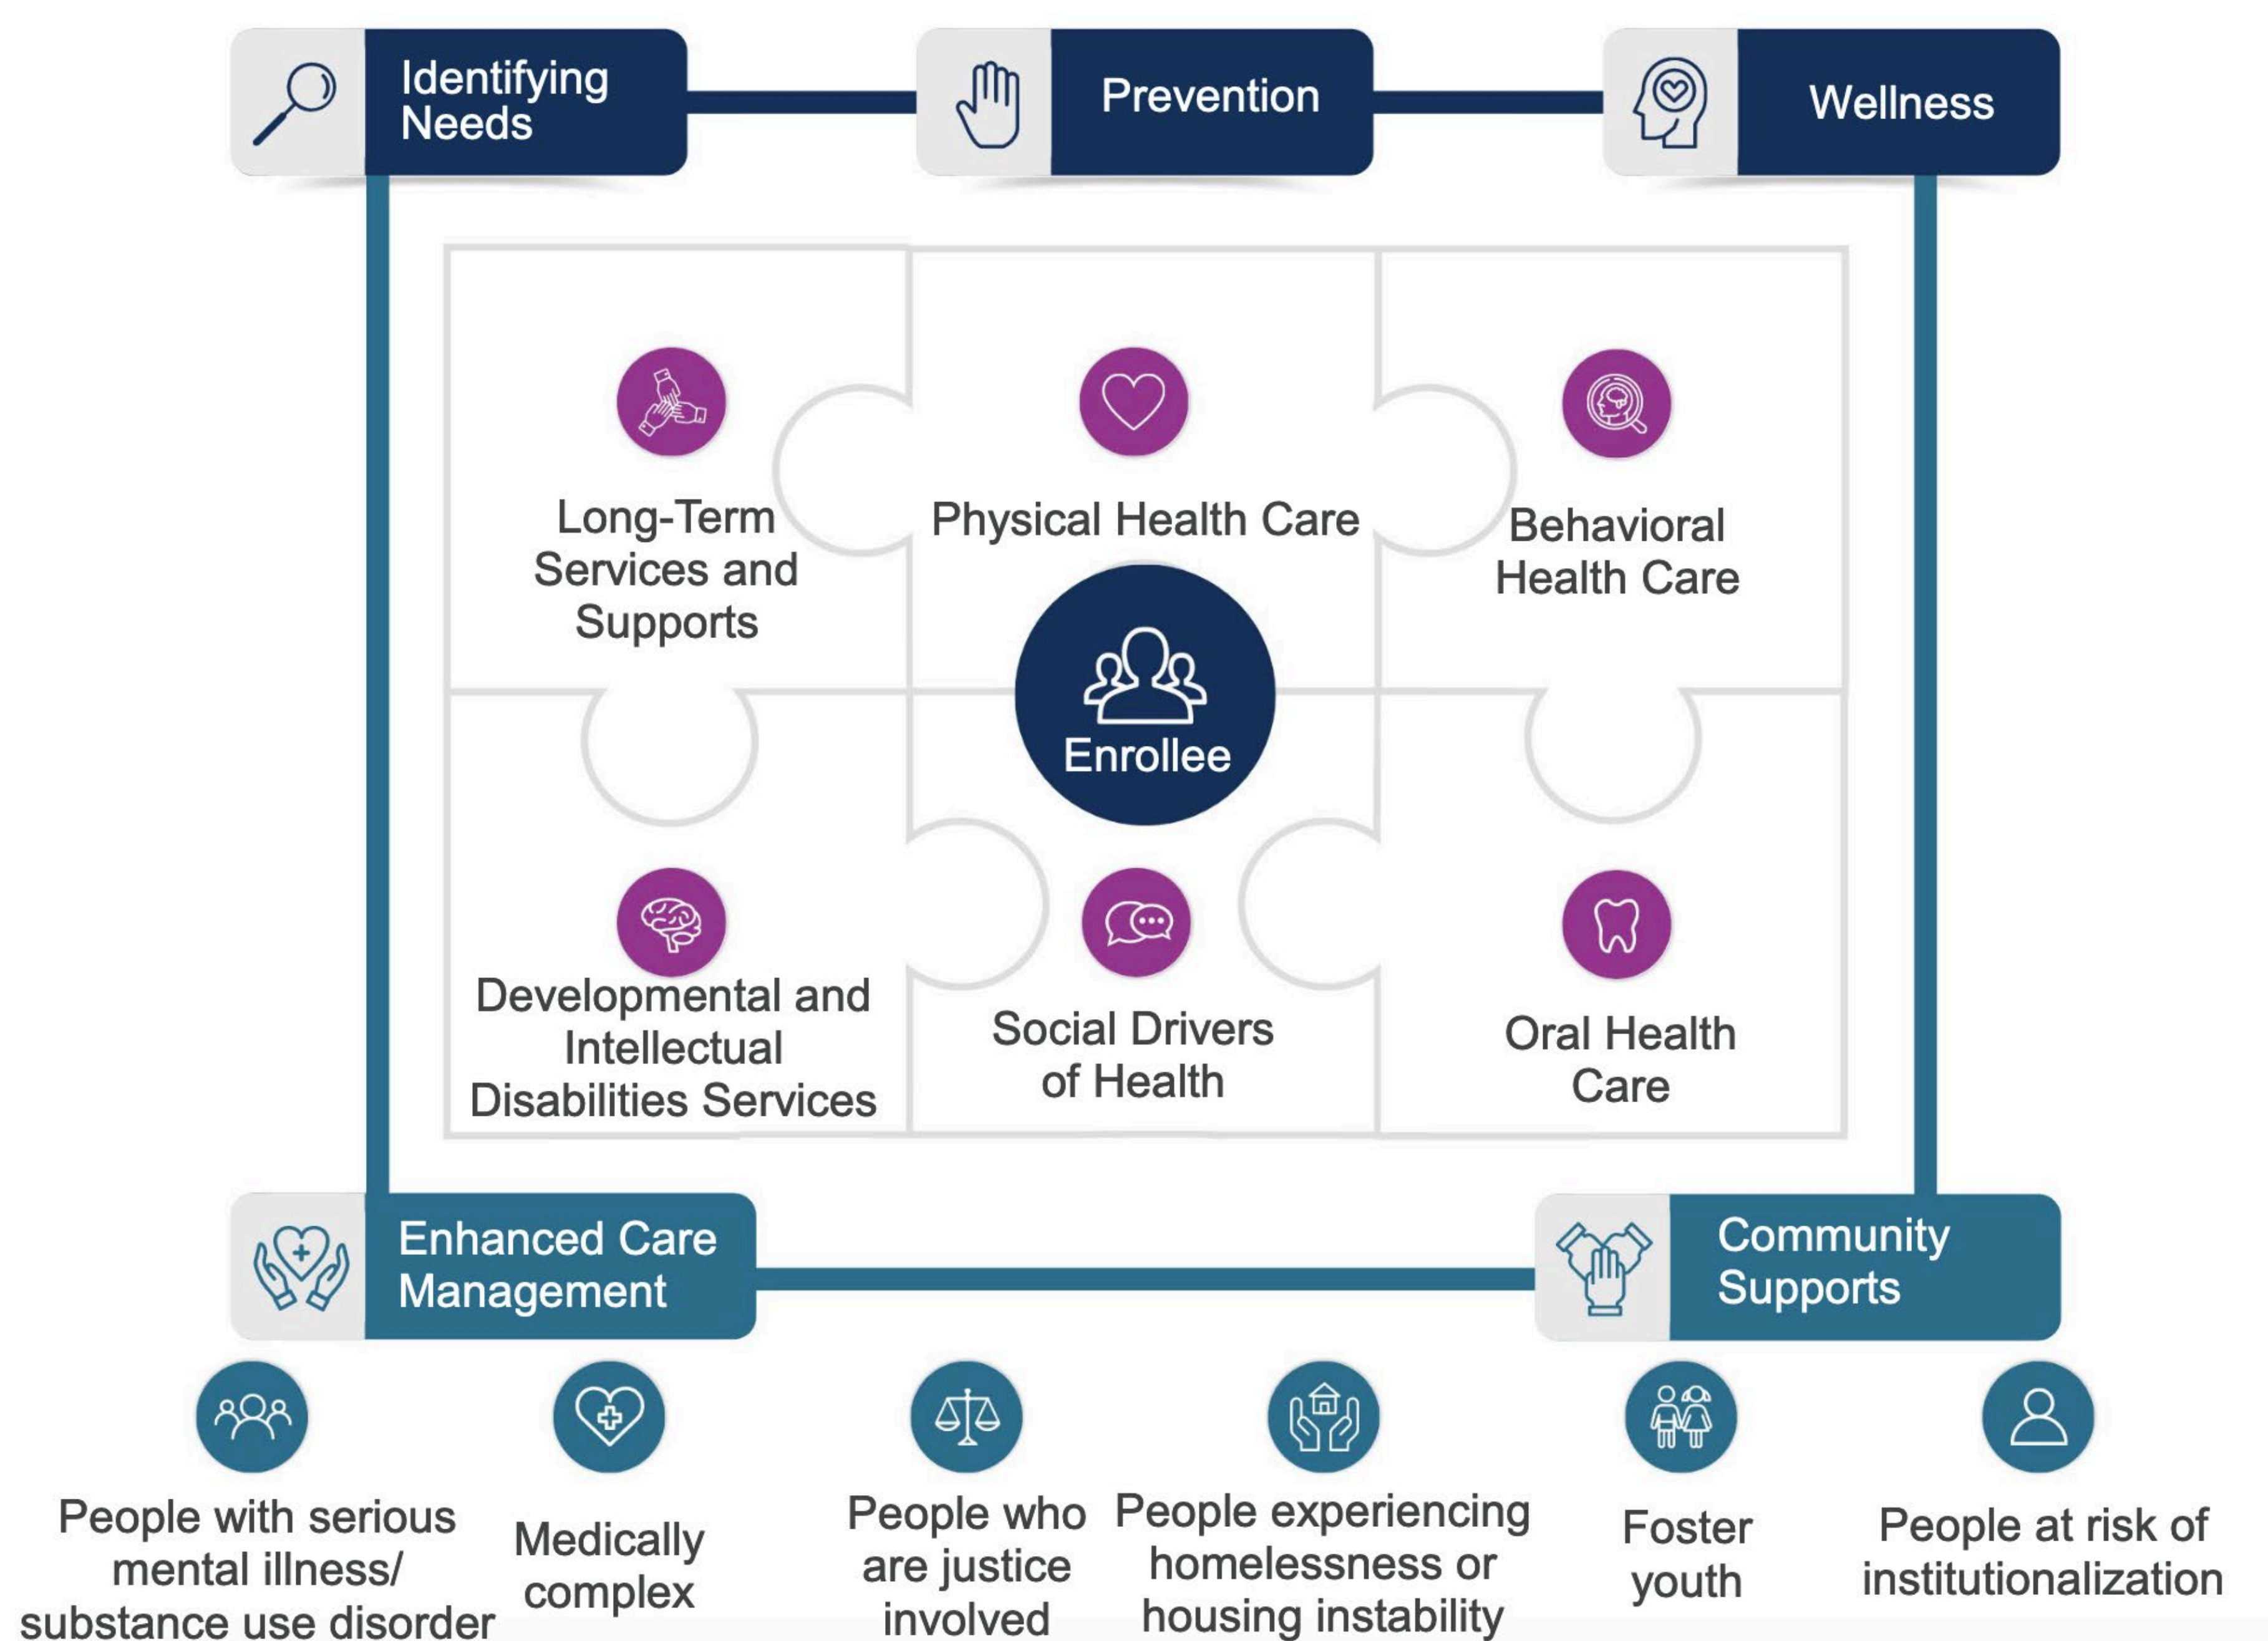 Identifying
Needs
Prevention
Wellness
Long-Term
Services and
Supports
Physical Health Care
Behavioral
Health Care
Enrollee
Developmental and
Intellectual
Disabilities Services
Social Drivers
of Health
Oral Health
Care
Enhanced Care
Management
Community
Supports
People with serious
mental illness/
substance use disorder
Medically
complex
People who
are justice
involved
People experiencing
homelessness or
housing instability
Foster
youth
People at risk of
institutionalization